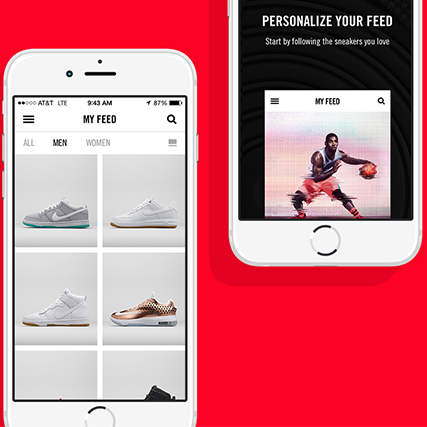 AT&T LTE 9:43 AM 87%
MY FEED
ALL MEN WOMEN
PERSONALIZE YOUR FEED
Start by following the sneakers you love
MY FEED